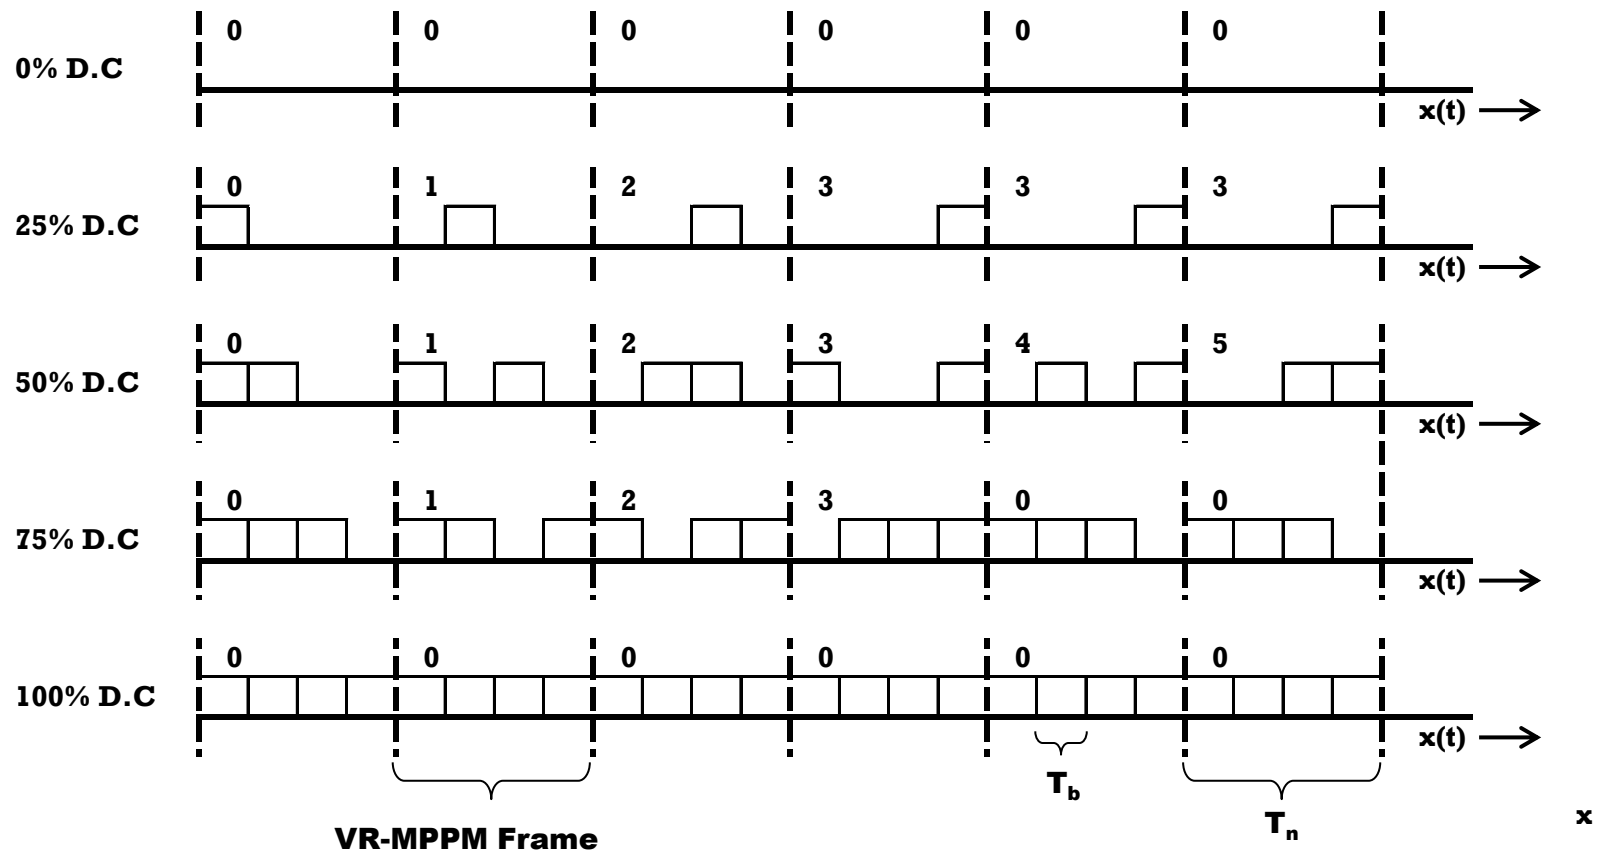 0 0 0 0 0 0
0% D.C
x(t)
0 1 2 3 3 3
25% D.C
x(t)
0 1 2 3 4 5
50% D.C
x(t)
0 1 2 3 0 0
75% D.C
x(t)
0 0 0 0 0 0
100% D.C
x(t)
T_b
T_n
x
VR-MPPM Frame